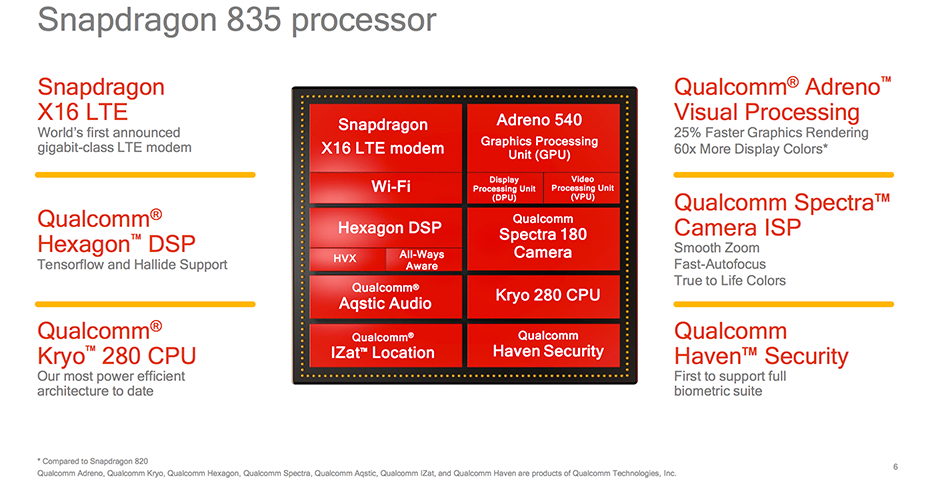 Snapdragon 835 processor
Snapdragon
X16 LTE
World's first announced
gigabit-class LTE modem
Qualcomm®
Hexagon™ DSP
Tensorflow and Hallide Support
Qualcomm®
Kryo™ 280 CPU
Our most power efficient
architecture to date
Snapdragon
X16 LTE modem
Wi-Fi
Hexagon DSP
HVX
All-Ways
Aware
Qualcomm®
Aqstic Audio
Qualcomm®
IZat™ Location
Adreno 540
Graphics Processing
Unit (GPU)
Display
Processing Unit
(DPU)
Video
Processing Unit
(VPU)
Qualcomm
Spectra 180
Camera
Kryo 280 CPU
Qualcomm
Haven Security
Qualcomm® Adreno™
Visual Processing
25% Faster Graphics Rendering
60x More Display Colors*
Qualcomm Spectra™
Camera ISP
Smooth Zoom
Fast-Autofocus
True to Life Colors
Qualcomm
Haven™ Security
First to support full
biometric suite
* Compared to Snapdragon 820
Qualcomm Adreno, Qualcomm Kryo, Qualcomm Hexagon, Qualcomm Spectra, Qualcomm Aqstic, Qualcomm IZat, and Qualcomm Haven are products of Qualcomm Technologies, Inc.
6